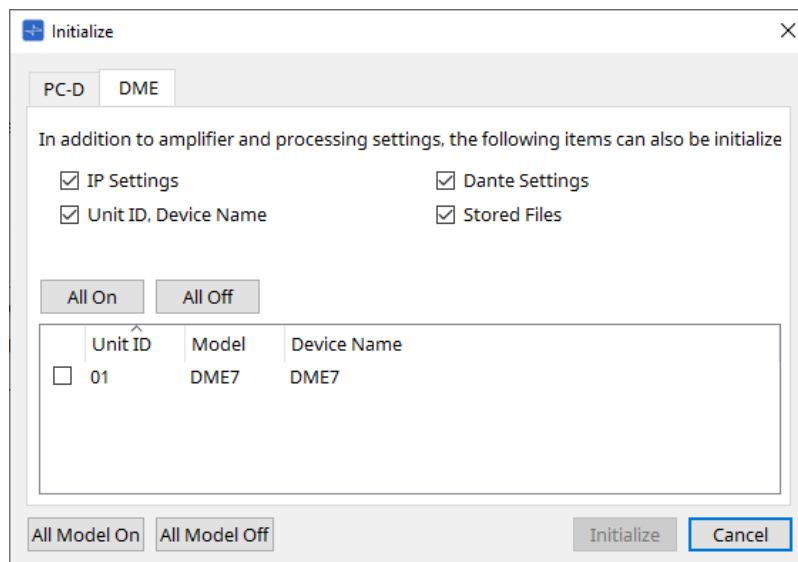 Initialize
PC-D DME
In addition to amplifier and processing settings, the following items can also be initialize
IP Settings Dante Settings
Unit ID, Device Name Stored Files
All On All Off
Unit ID Model Device Name
01 DME7 DME7
All Model On All Model Off Initialize Cancel